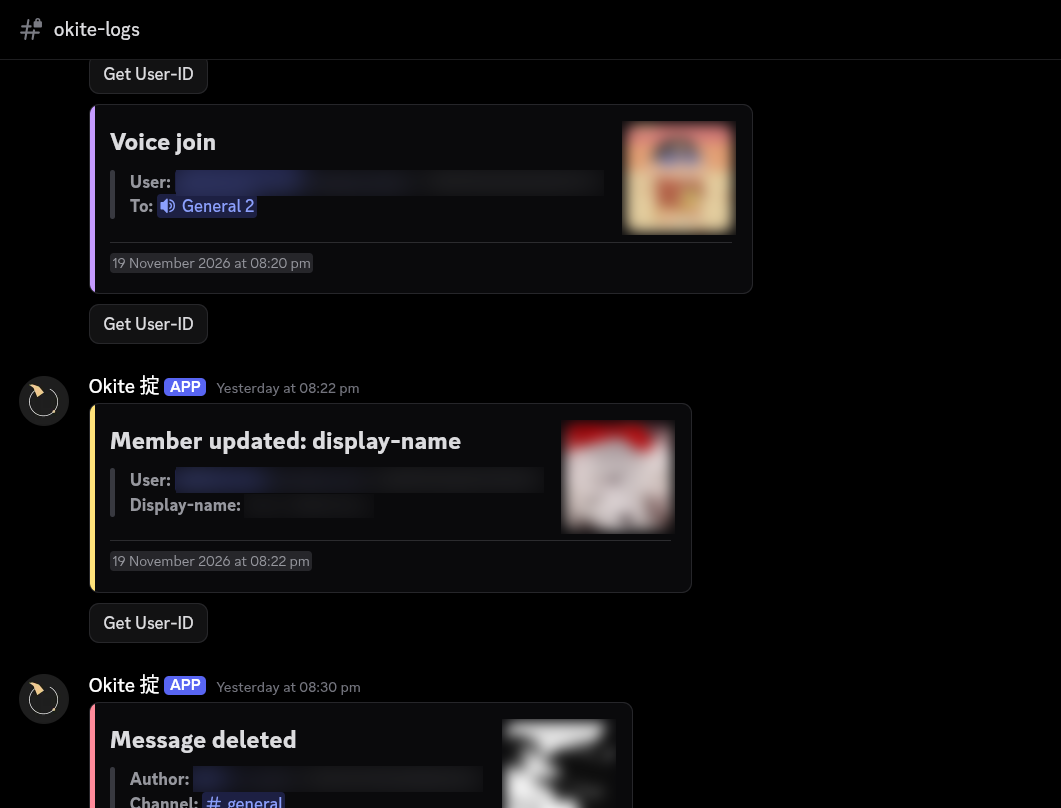 okite-logs
Get User-ID
Voice join
User:
To: General 2
19 November 2026 at 08:20 pm
Get User-ID
Okite 掟 APP Yesterday at 08:22 pm
Member updated: display-name
User:
Display-name:
19 November 2026 at 08:22 pm
Get User-ID
Okite 掟 APP Yesterday at 08:30 pm
Message deleted
Author:
Channel: # general